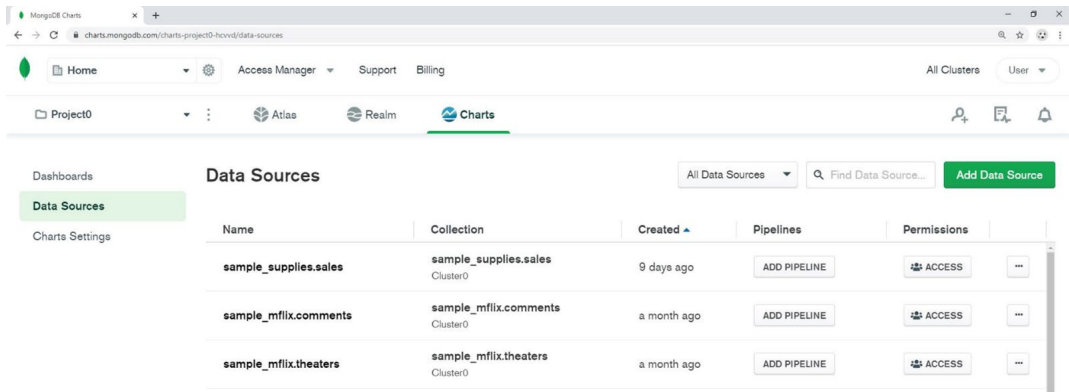 MongoDB Charts
charts.mongodb.com/charts-project0-hcvvd/data-sources
Home Access Manager Support Billing All Clusters User
Project0 Atlas Realm Charts
Dashboards
Data Sources
Charts Settings
Data Sources All Data Sources Find Data Source... Add Data Source
Name Collection Created Pipelines Permissions
sample_supplies.sales sample_supplies.sales 9 days ago ADD PIPELINE ACCESS
Cluster0
sample_mflix.comments sample_mflix.comments a month ago ADD PIPELINE ACCESS
Cluster0
sample_mflix.theaters sample_mflix.theaters a month ago ADD PIPELINE ACCESS
Cluster0